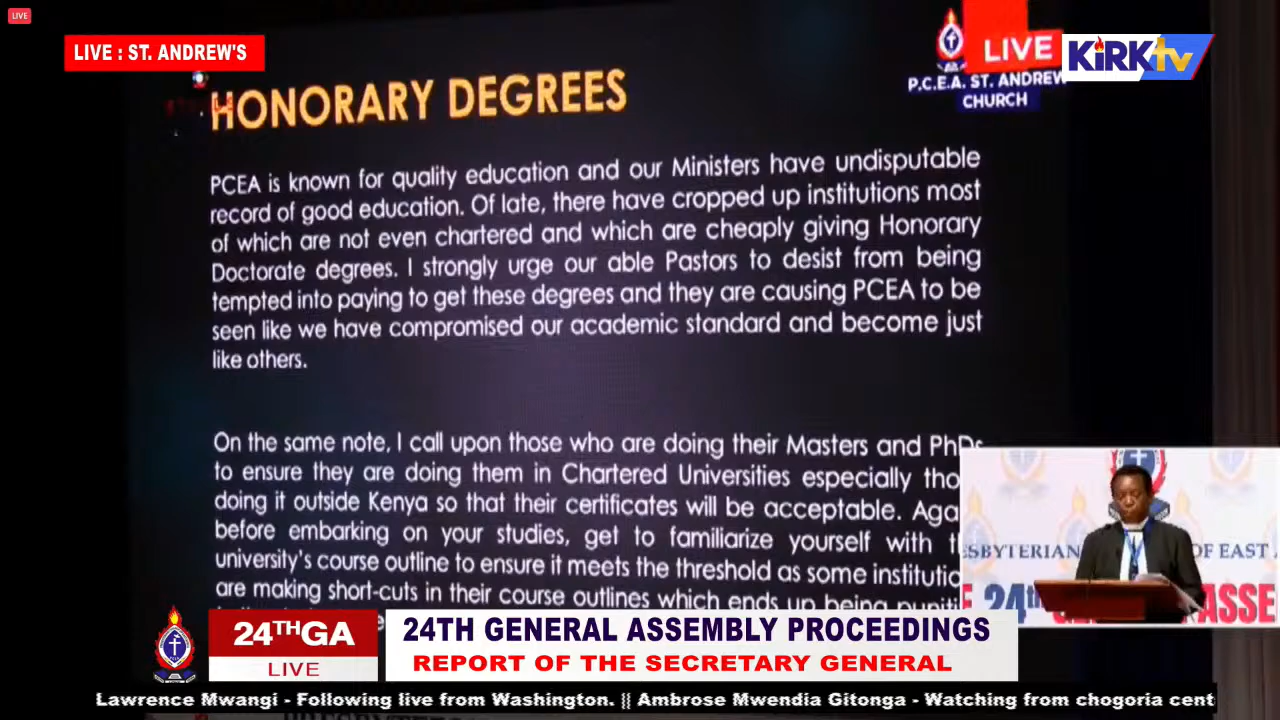 LIVE
LIVE : ST. ANDREW'S
LIVE
KiRKtv
P.C.E.A. ST. ANDREW
CHURCH
HONORARY DEGREES
PCEA is known for quality education and our Ministers have undisputable
record of good education. Of late, there have cropped up institutions most
of which are not even chartered and which are cheaply giving Honorary
Doctorate degrees. I strongly urge our able Pastors to desist from being
tempted into paying to get these degrees and they are causing PCEA to be
seen like we have compromised our academic standard and become just
like others.
On the same note, I call upon those who are doing their Masters and PhDs
to ensure they are doing them in Chartered Universities especially tho
doing it outside Kenya so that their certificates will be acceptable. Aga
before embarking on your studies, get to familiarize yourself with t
university's course outline to ensure it meets the threshold as some institutio
are making short-cuts in their course outlines which ends up being puniti
ESBYTERIAN OF EAST
24th ASSE
24TH GA
LIVE
24TH GENERAL ASSEMBLY PROCEEDINGS
REPORT OF THE SECRETARY GENERAL
Lawrence Mwangi - Following live from Washington. || Ambrose Mwendia Gitonga - Watching from chogoria cent